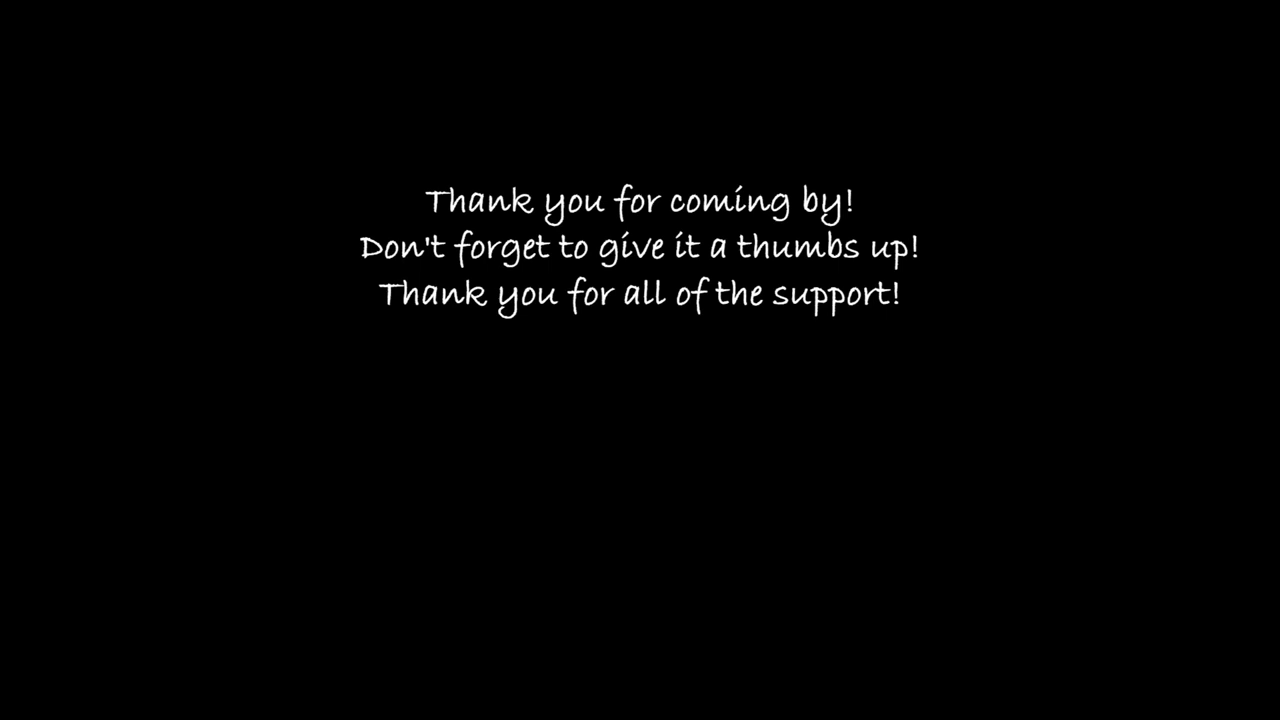 Thank you for coming by!
Don't forget to give it a thumbs up!
Thank you for all of the support!